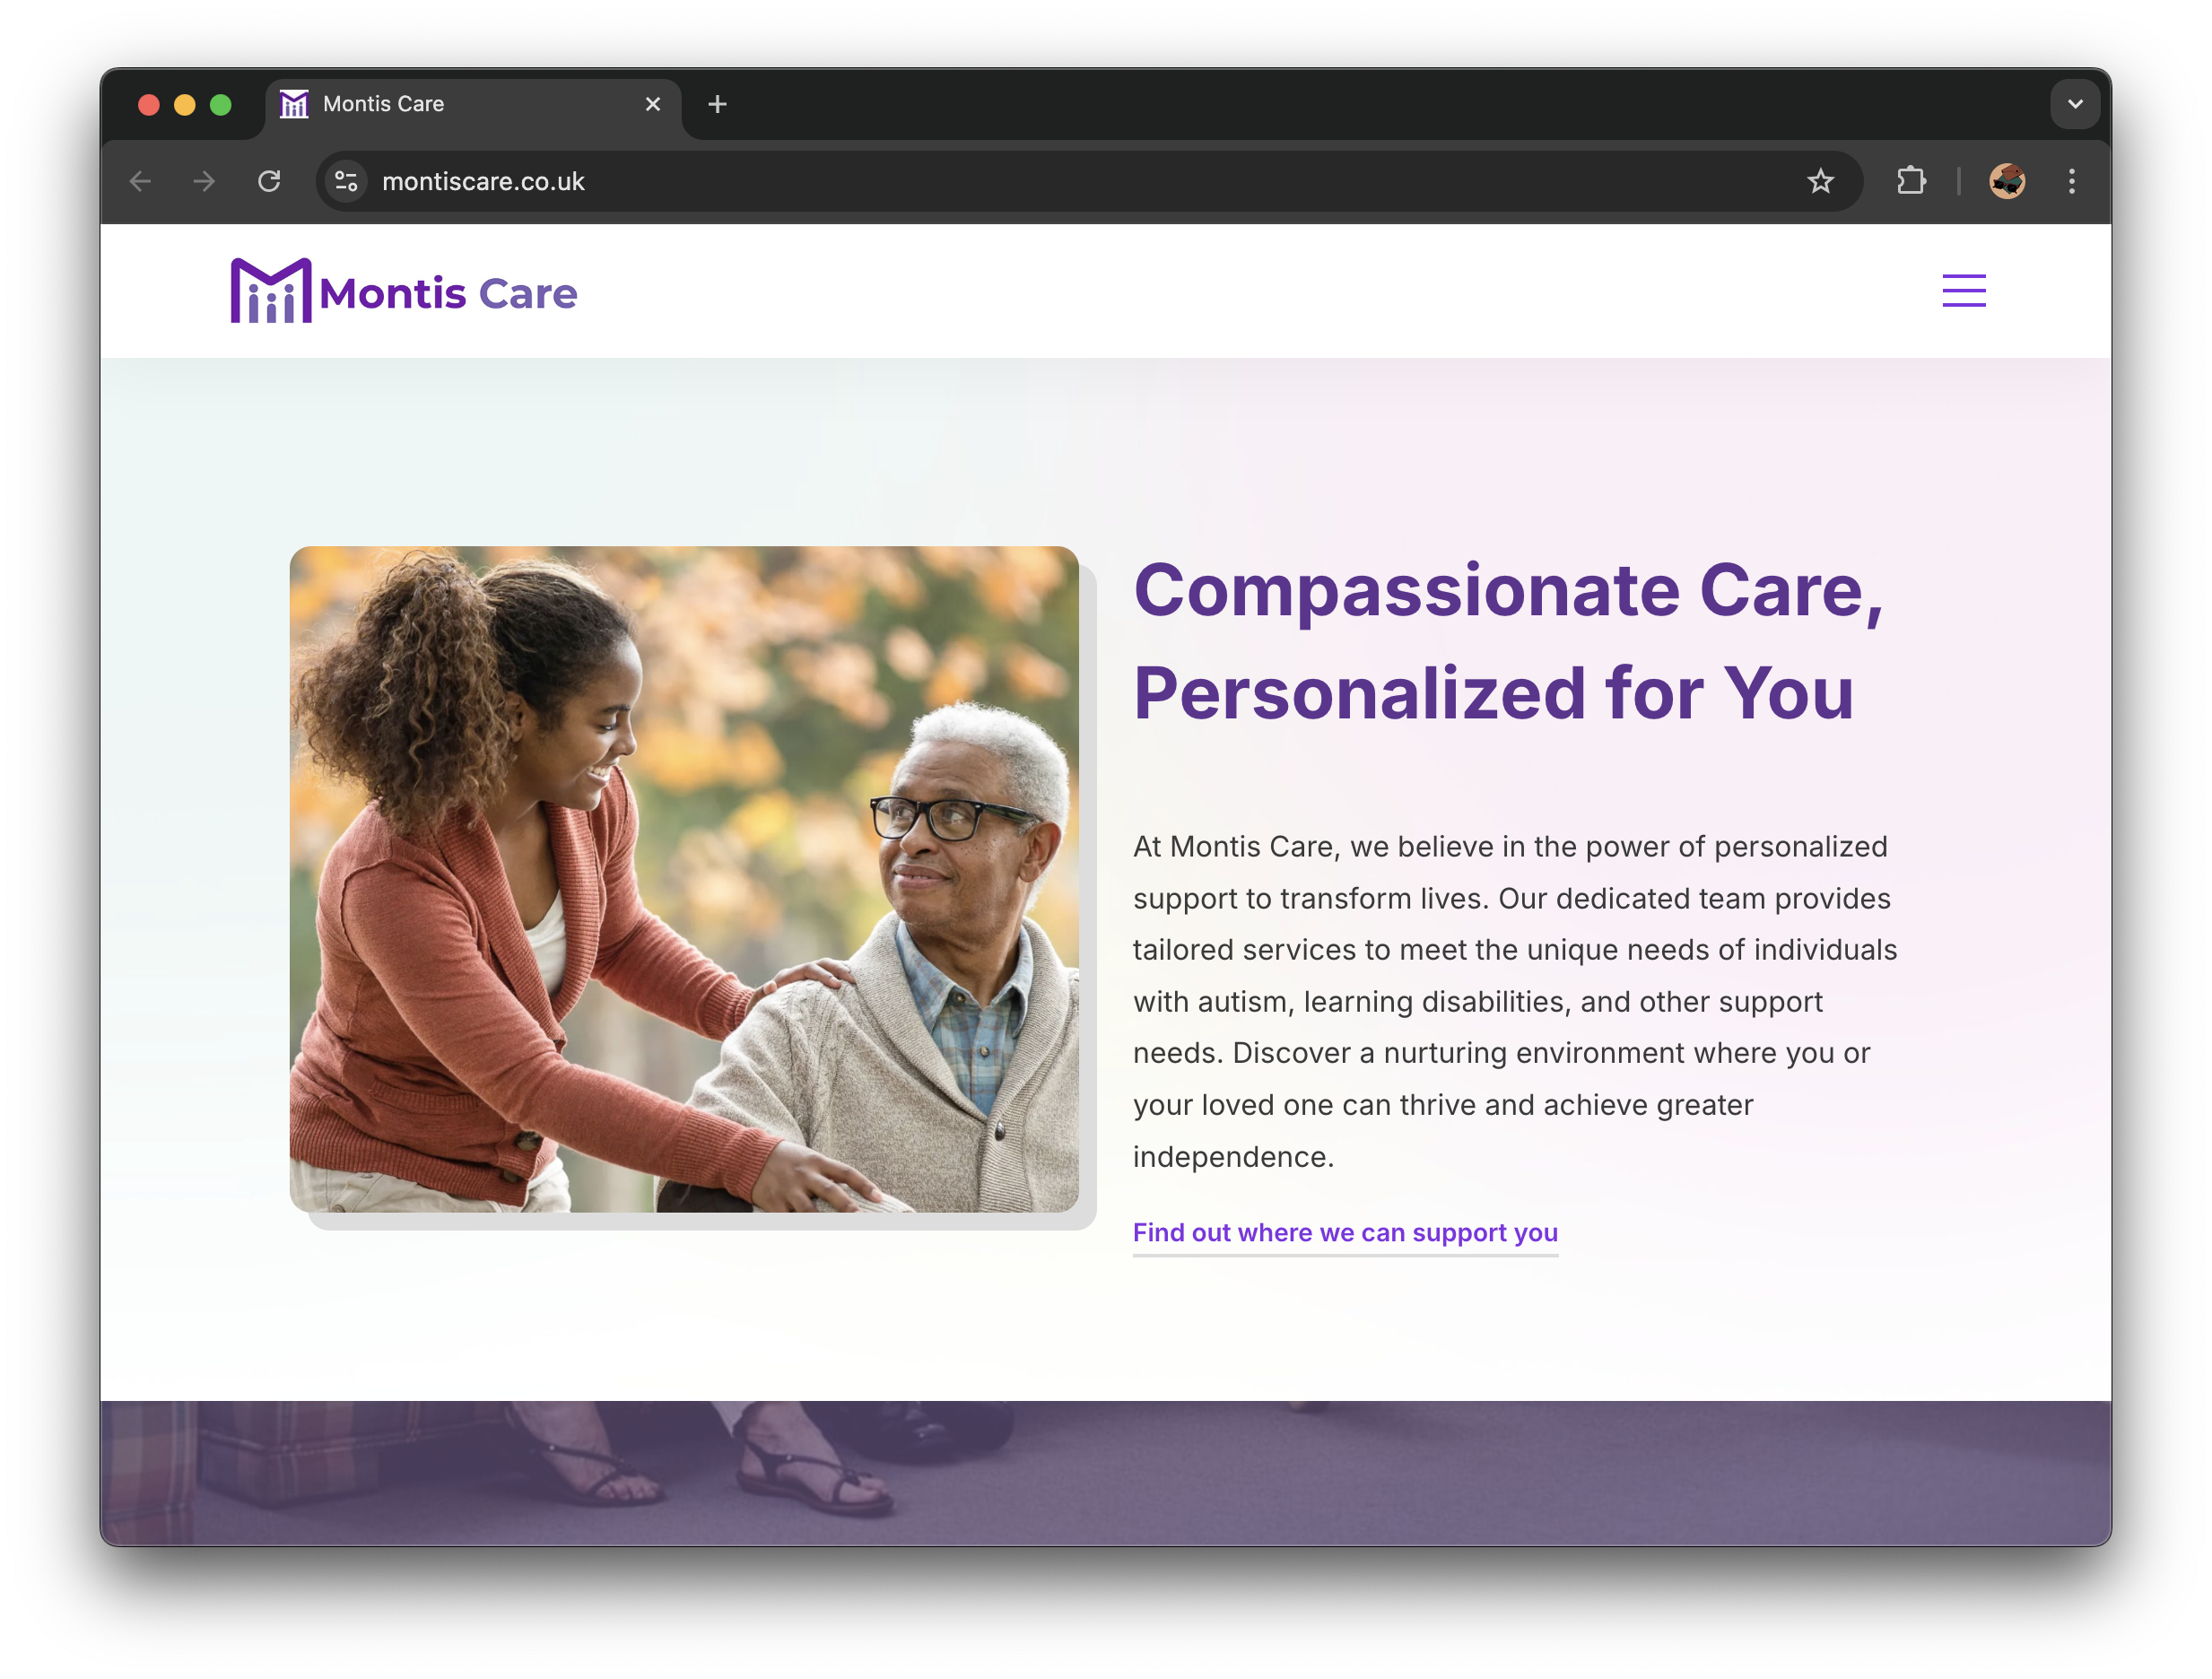 Montis Care
montiscare.co.uk
Montis Care
Compassionate Care,
Personalized for You
At Montis Care, we believe in the power of personalized
support to transform lives. Our dedicated team provides
tailored services to meet the unique needs of individuals
with autism, learning disabilities, and other support
needs. Discover a nurturing environment where you or
your loved one can thrive and achieve greater
independence.
Find out where we can support you